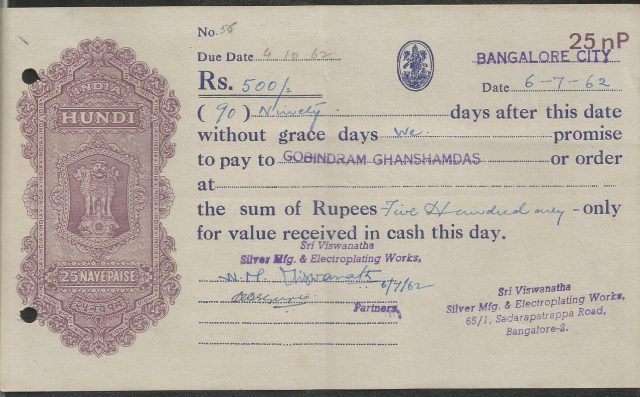 No. 56
Due Date 4 10 62
25 nP
BANGALORE CITY
Rs. 500/-
Date 6-7-62
INDIA
HUNDI
25 NAYE PAISE
( 90 ) Ninety days after this date
without grace days we promise
to pay to GOBINDRAM GHANSHAMDAS or order
at
the sum of Rupees Five Hundred only - only
for value received in cash this day.
Sri Viswanatha
Silver Mfg. & Electroplating Works,
6/7/62
Partners.
Sri Viswanatha
Silver Mfg. & Electroplating Works,
65/1, Sadarapatrappa Road,
Bangalore-2.